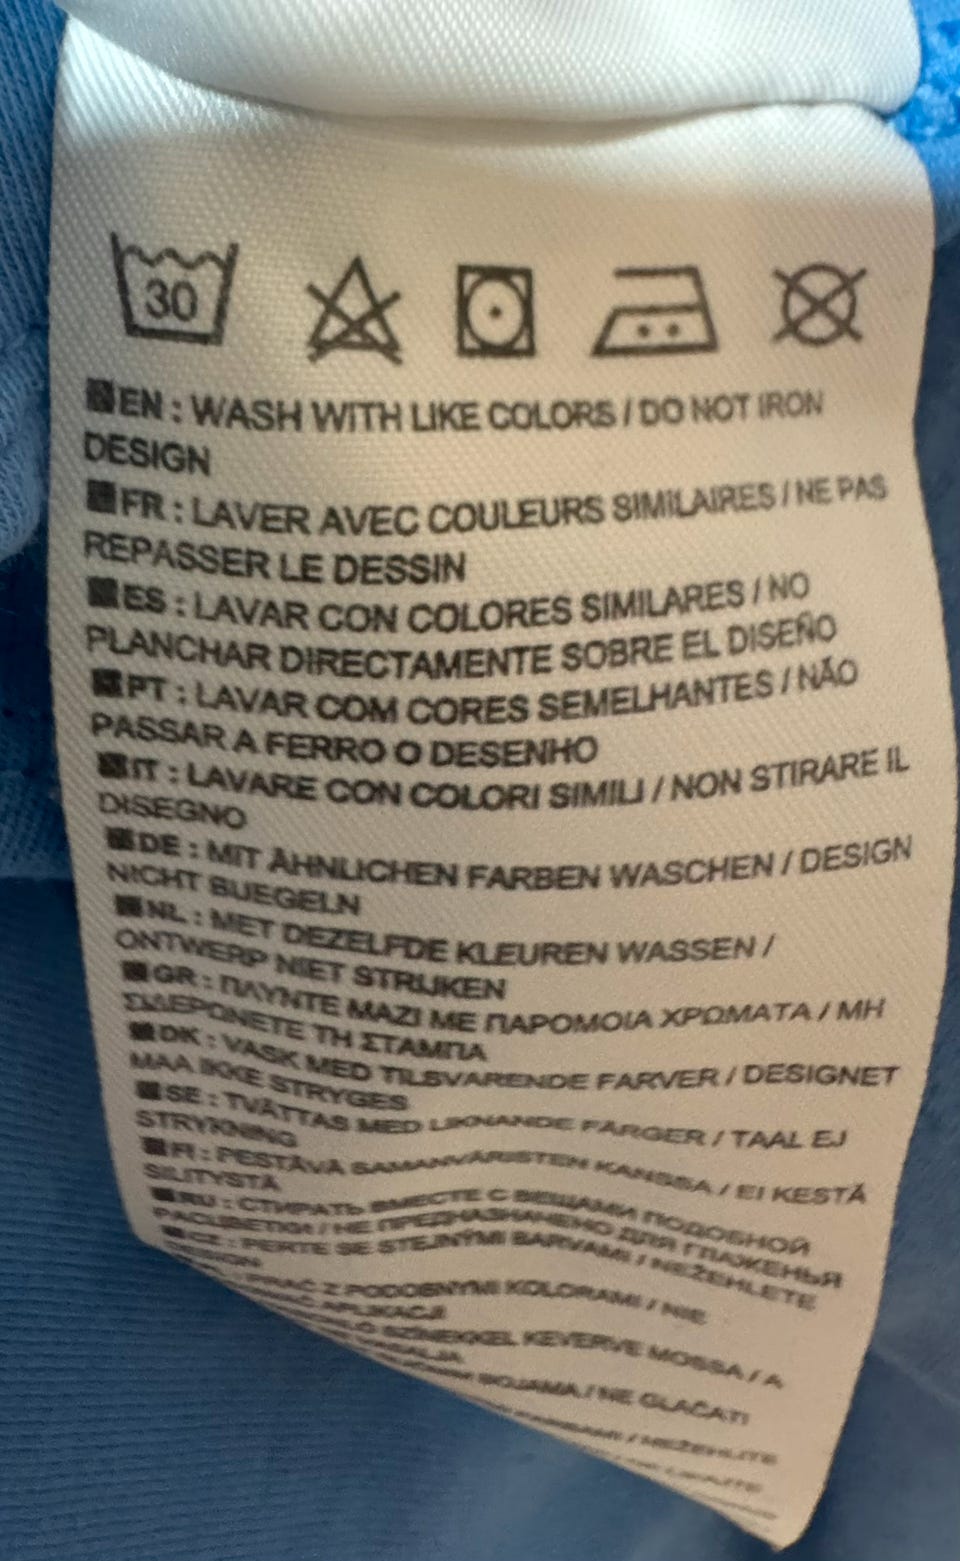 30
EN : WASH WITH LIKE COLORS / DO NOT IRON
DESIGN
FR : LAVER AVEC COULEURS SIMILAIRES / NE PAS
REPASSER LE DESSIN
ES : LAVAR CON COLORES SIMILARES / NO
PLANCHAR DIRECTAMENTE SOBRE EL DISEÑO
PT : LAVAR COM CORES SEMELHANTES / NÃO
PASSAR A FERRO O DESENHO
IT : LAVARE CON COLORI SIMILI / NON STIRARE IL
DISEGNO
DE : MIT ÄHNLICHEN FARBEN WASCHEN / DESIGN
NICHT BUEGELN
NL : MET DEZELFDE KLEUREN WASSEN /
ONTWERP NIET STRIJKEN
GR : ΠΛΥΝΤΕ ΜΑΖΙ ΜΕ ΠΑΡΟΜΟΙΑ ΧΡΩΜΑΤΑ / ΜΗ
ΣΙΔΕΡΩΝΕΤΕ ΤΗ ΣΤΑΜΠΑ
DK : VASK MED TILSVARENDE FARVER / DESIGNET
MAA IKKE STRYGES
SE : TVÄTTAS MED LIKNANDE FÄRGER / TAAL EJ
STRYKNING
FI : PESTÄVÄ SAMANVÄRISTEN KANSSA / EI KESTÄ
SILITYSTÄ
RU : СТИРАТЬ ВМЕСТЕ С ВЕЩАМИ ПОДОБНОЙ
РАСЦВЕТКИ / НЕ ПРЕДНАЗНАЧЕНО ДЛЯ ГЛАЖЕНЬЯ
CZ : PERTE SE STEJNÝMI BARVAMI / NEŽEHLETE
DESIGN
PRAĆ Z PODOBNYMI KOLORAMI / NIE
APLIKACJI
SZINEKKEL KEVERVE MOSSA / A
BOJAMA / NE GLAČATI
/ NEŽEHLITE